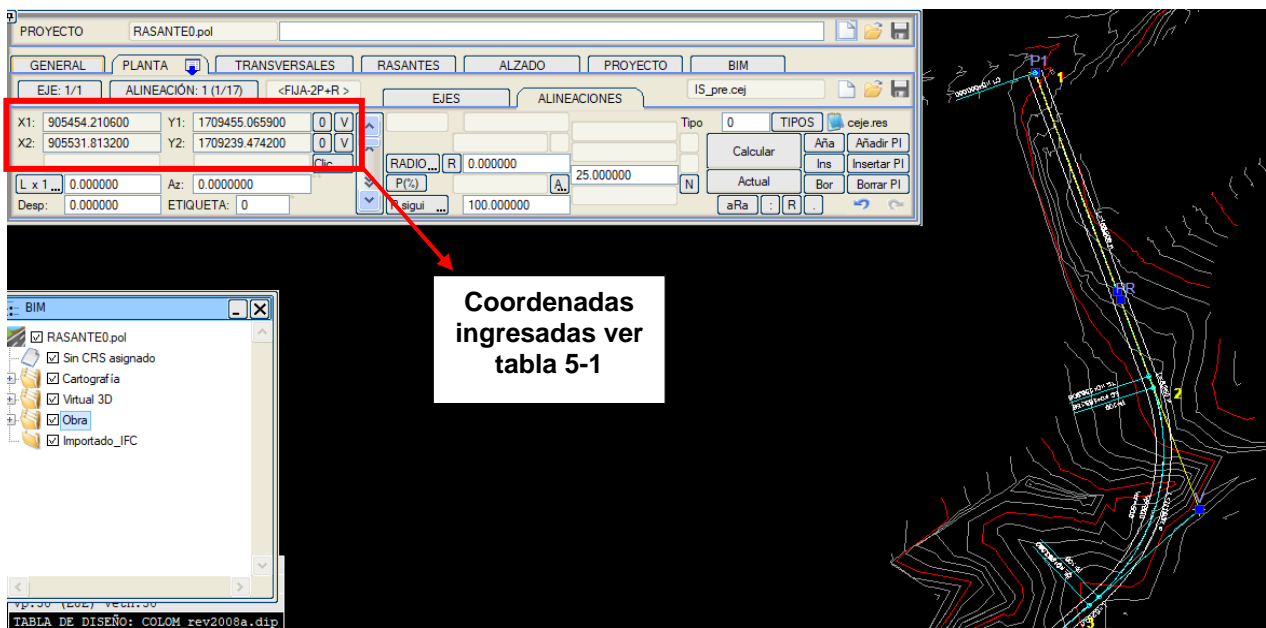 PROYECTO RASANTE0.pol
GENERAL PLANTA TRANSVERSALES RASANTES ALZADO PROYECTO BIM
EJE: 1/1 ALINEACIÓN: 1 (1/17) <FIJA-2P+R > EJES ALINEACIONES IS_pre.cej
X1: 905454.210600 Y1: 1709455.065900 0 V Tipo 0 TIPOS ceje.res
X2: 905531.813200 Y2: 1709239.474200 0 V Calcular Aña Añadir PI
Clic RADIO... R 0.000000 Ins Insertar PI
L x 1... 0.000000 Az: 0.0000000 P(%) A.. 25.000000 N Actual Bor Borrar PI
Desp: 0.000000 ETIQUETA: 0 R sigui ... 100.000000 aRa : R .
Coordenadas
ingresadas ver
tabla 5-1
BIM
RASANTE0.pol
Sin CRS asignado
Cartografía
Virtual 3D
Obra
Importado_IFC
TABLA DE DISEÑO: COLOM rev2008a.dip
P1
1
2
V
3